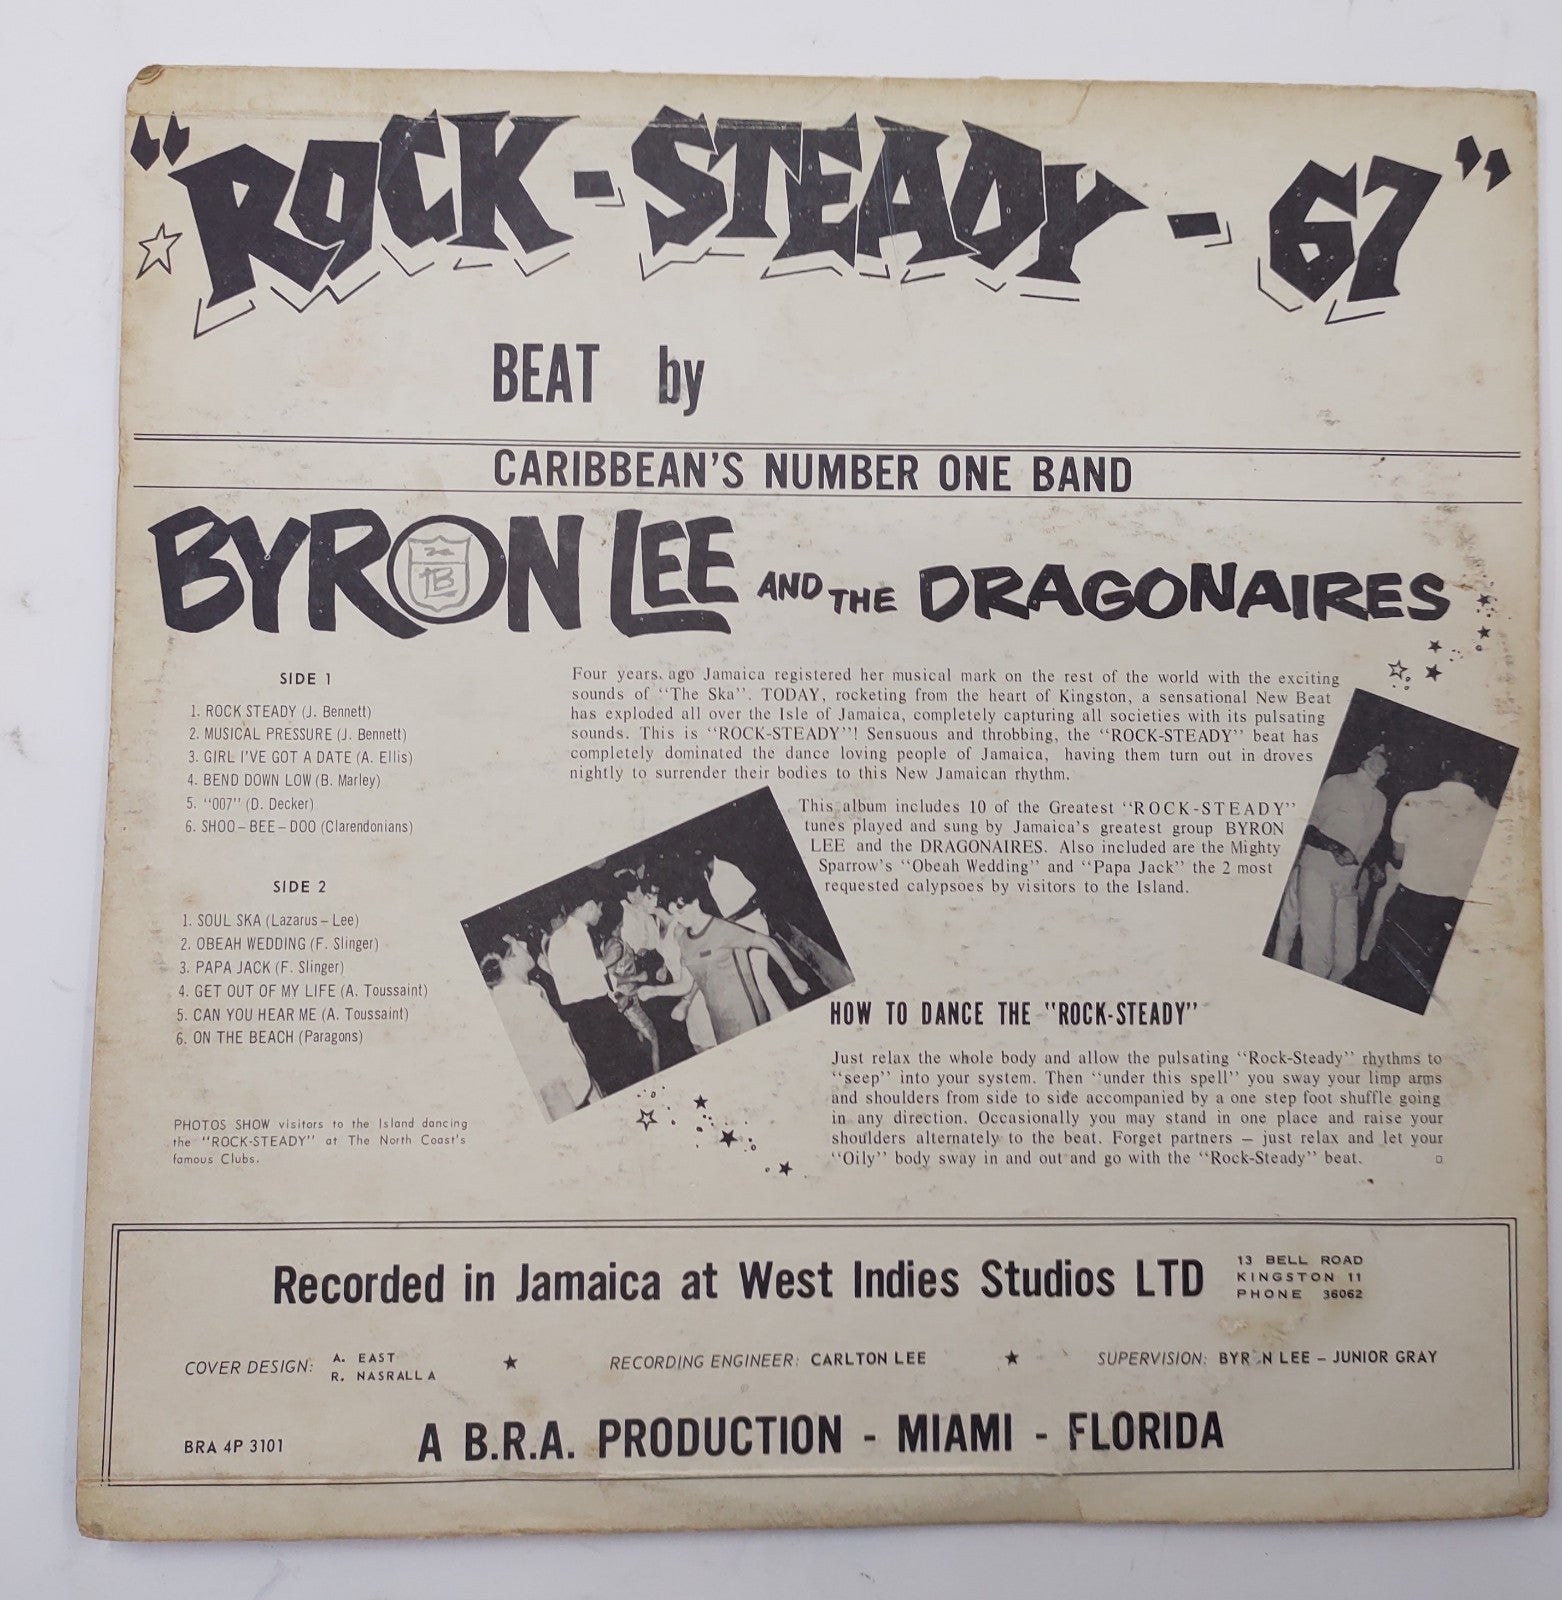 "ROCK-STEADY-67"
BEAT by
CARIBBEAN'S NUMBER ONE BAND
BYRON LEE AND THE DRAGONAIRES
LB
SIDE 1
1. ROCK STEADY (J. Bennett)
2. MUSICAL PRESSURE (J. Bennett)
3. GIRL I'VE GOT A DATE (A. Ellis)
4. BEND DOWN LOW (B. Marley)
5. "007" (D. Decker)
6. SHOO-BEE-DOO (Clarendonians)
SIDE 2
1. SOUL SKA (Lazarus-Lee)
2. OBEAH WEDDING (F. Slinger)
3. PAPA JACK (F. Slinger)
4. GET OUT OF MY LIFE (A. Toussaint)
5. CAN YOU HEAR ME (A. Toussaint)
6. ON THE BEACH (Paragons)
PHOTOS SHOW visitors to the Island dancing
the "ROCK-STEADY" at The North Coast's
famous Clubs.
Four years ago Jamaica registered her musical mark on the rest of the world with the exciting
sounds of "The Ska". TODAY, rocketing from the heart of Kingston, a sensational New Beat
has exploded all over the Isle of Jamaica, completely capturing all societies with its pulsating
sounds. This is "ROCK-STEADY"! Sensuous and throbbing, the "ROCK-STEADY" beat has
completely dominated the dance loving people of Jamaica, having them turn out in droves
nightly to surrender their bodies to this New Jamaican rhythm.
This album includes 10 of the Greatest "ROCK-STEADY"
tunes played and sung by Jamaica's greatest group BYRON
LEE and the DRAGONAIRES. Also included are the Mighty
Sparrow's "Obeah Wedding" and "Papa Jack" the 2 most
requested calypsoes by visitors to the Island.
HOW TO DANCE THE "ROCK-STEADY"
Just relax the whole body and allow the pulsating "Rock-Steady" rhythms to
"seep" into your system. Then "under this spell" you sway your limp arms
and shoulders from side to side accompanied by a one step foot shuffle going
in any direction. Occasionally you may stand in one place and raise your
shoulders alternately to the beat. Forget partners – just relax and let your
"Oily" body sway in and out and go with the "Rock-Steady" beat.
Recorded in Jamaica at West Indies Studios LTD
13 BELL ROAD
KINGSTON 11
PHONE 36062
COVER DESIGN: A. EAST
R. NASRALLA
RECORDING ENGINEER: CARLTON LEE
SUPERVISION: BYR N LEE – JUNIOR GRAY
BRA 4P 3101
A B.R.A. PRODUCTION - MIAMI - FLORIDA